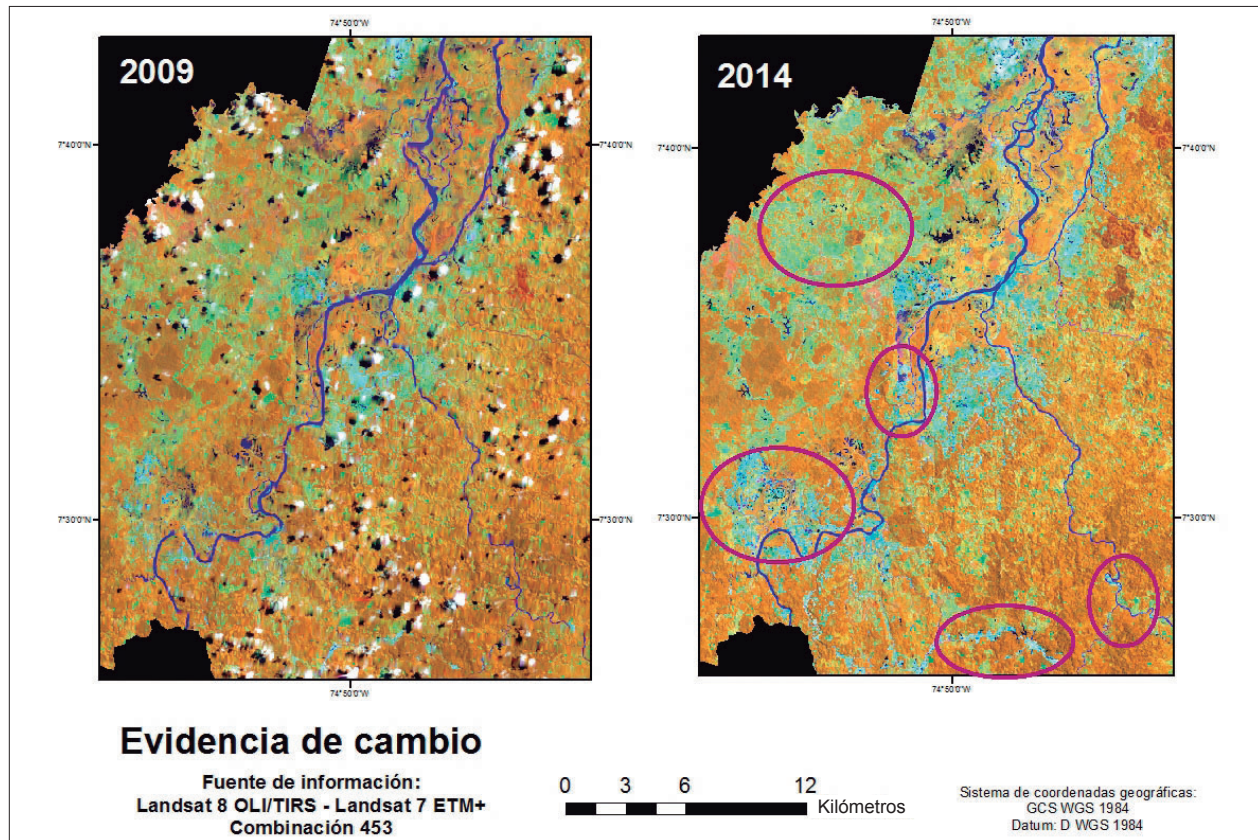 74°50'0"W
74°50'0"W
2009
2014
7°40'0"N
7°40'0"N
7°40'0"N
7°40'0"N
7°30'0"N
7°30'0"N
7°30'0"N
7°30'0"N
74°50'0"W
74°50'0"W
Evidencia de cambio
Fuente de información:
Landsat 8 OLI/TIRS - Landsat 7 ETM+
Combinación 453
0 3 6 12
Kilómetros
Sistema de coordenadas geográficas:
GCS WGS 1984
Datum: D WGS 1984